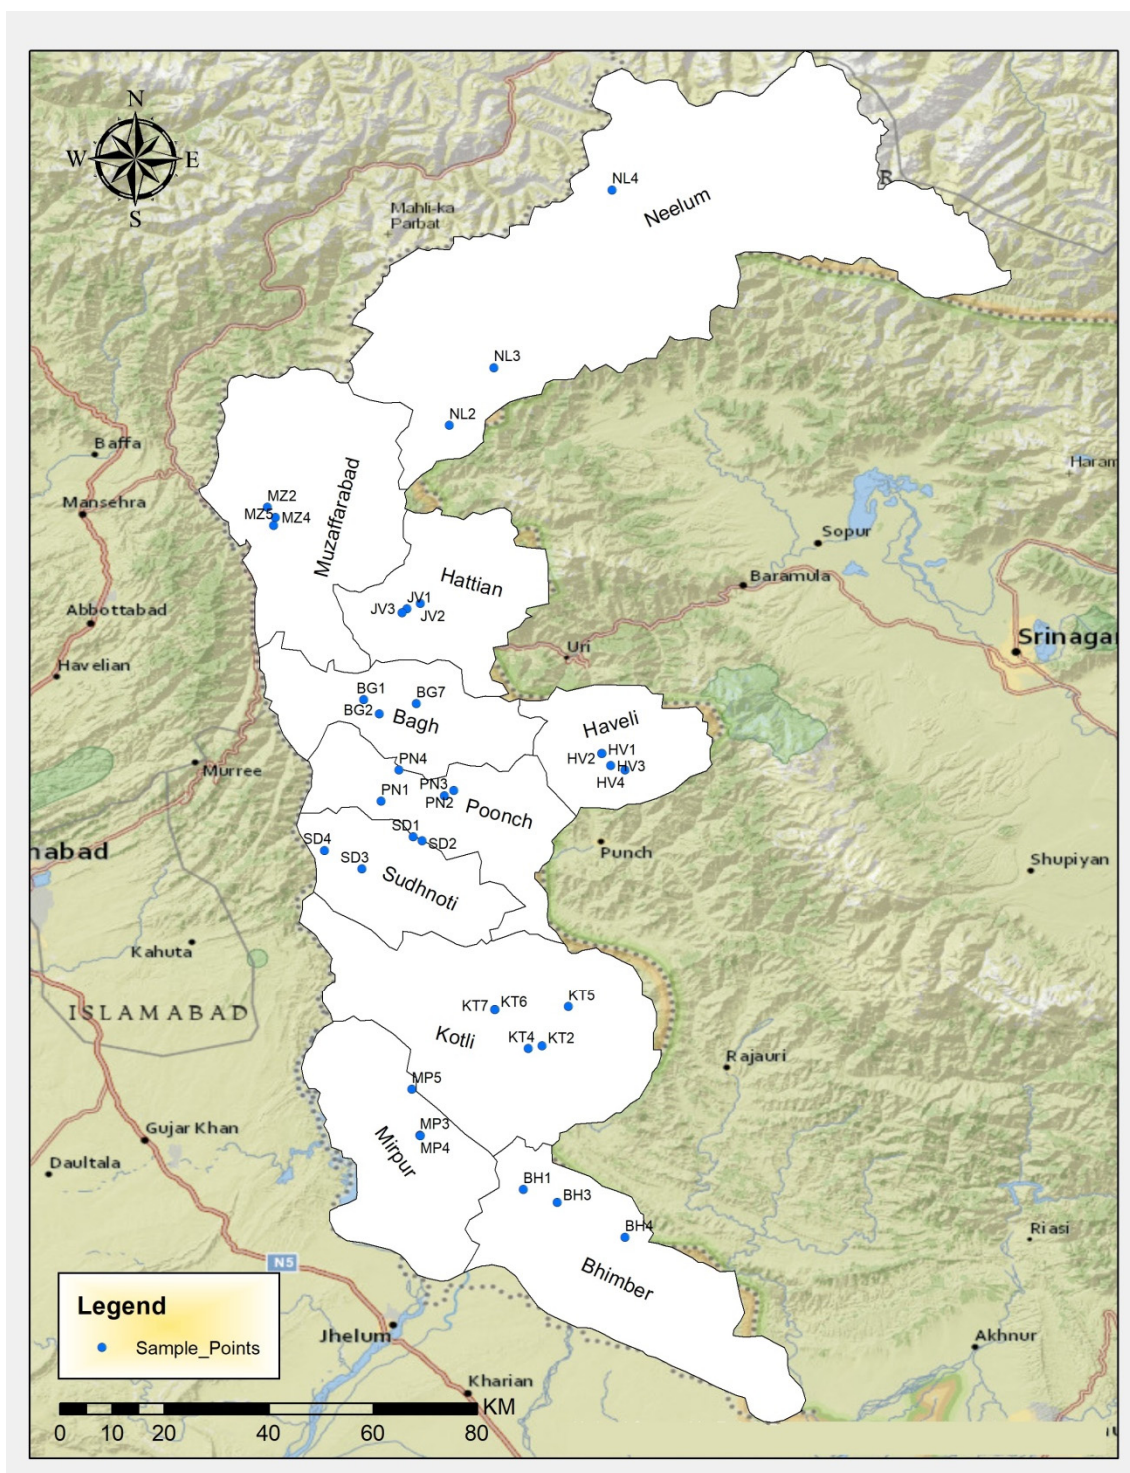 N
W
E
S
R
NL4
Neelum
Mahli-ka
Parbat
NL3
NL2
Baffa
Mansehra
Muzaffarabad
MZ2
MZ5
MZ4
Sopur
Baramula
Abbottabad
Hattian
JV1
JV3
JV2
Srinagar
Uri
Havelian
BG1
BG7
BG2
Bagh
Haveli
HV1
HV2
HV3
HV4
Murree
PN4
PN3
PN1
PN2
Poonch
SD1
SD2
SD4
SD3
Sudhnoti
Punch
Shupiyan
nabad
Kahuta
ISLAMABAD
KT7
KT6
KT5
Kotli
KT4
KT2
Rajauri
MP5
MP3
MP4
Mirpur
Gujar Khan
Daultala
BH1
BH3
BH4
Bhimber
Riasi
N5
Legend
Sample_Points
Jhelum
Akhnur
Kharian
KM
0 10 20 40 60 80